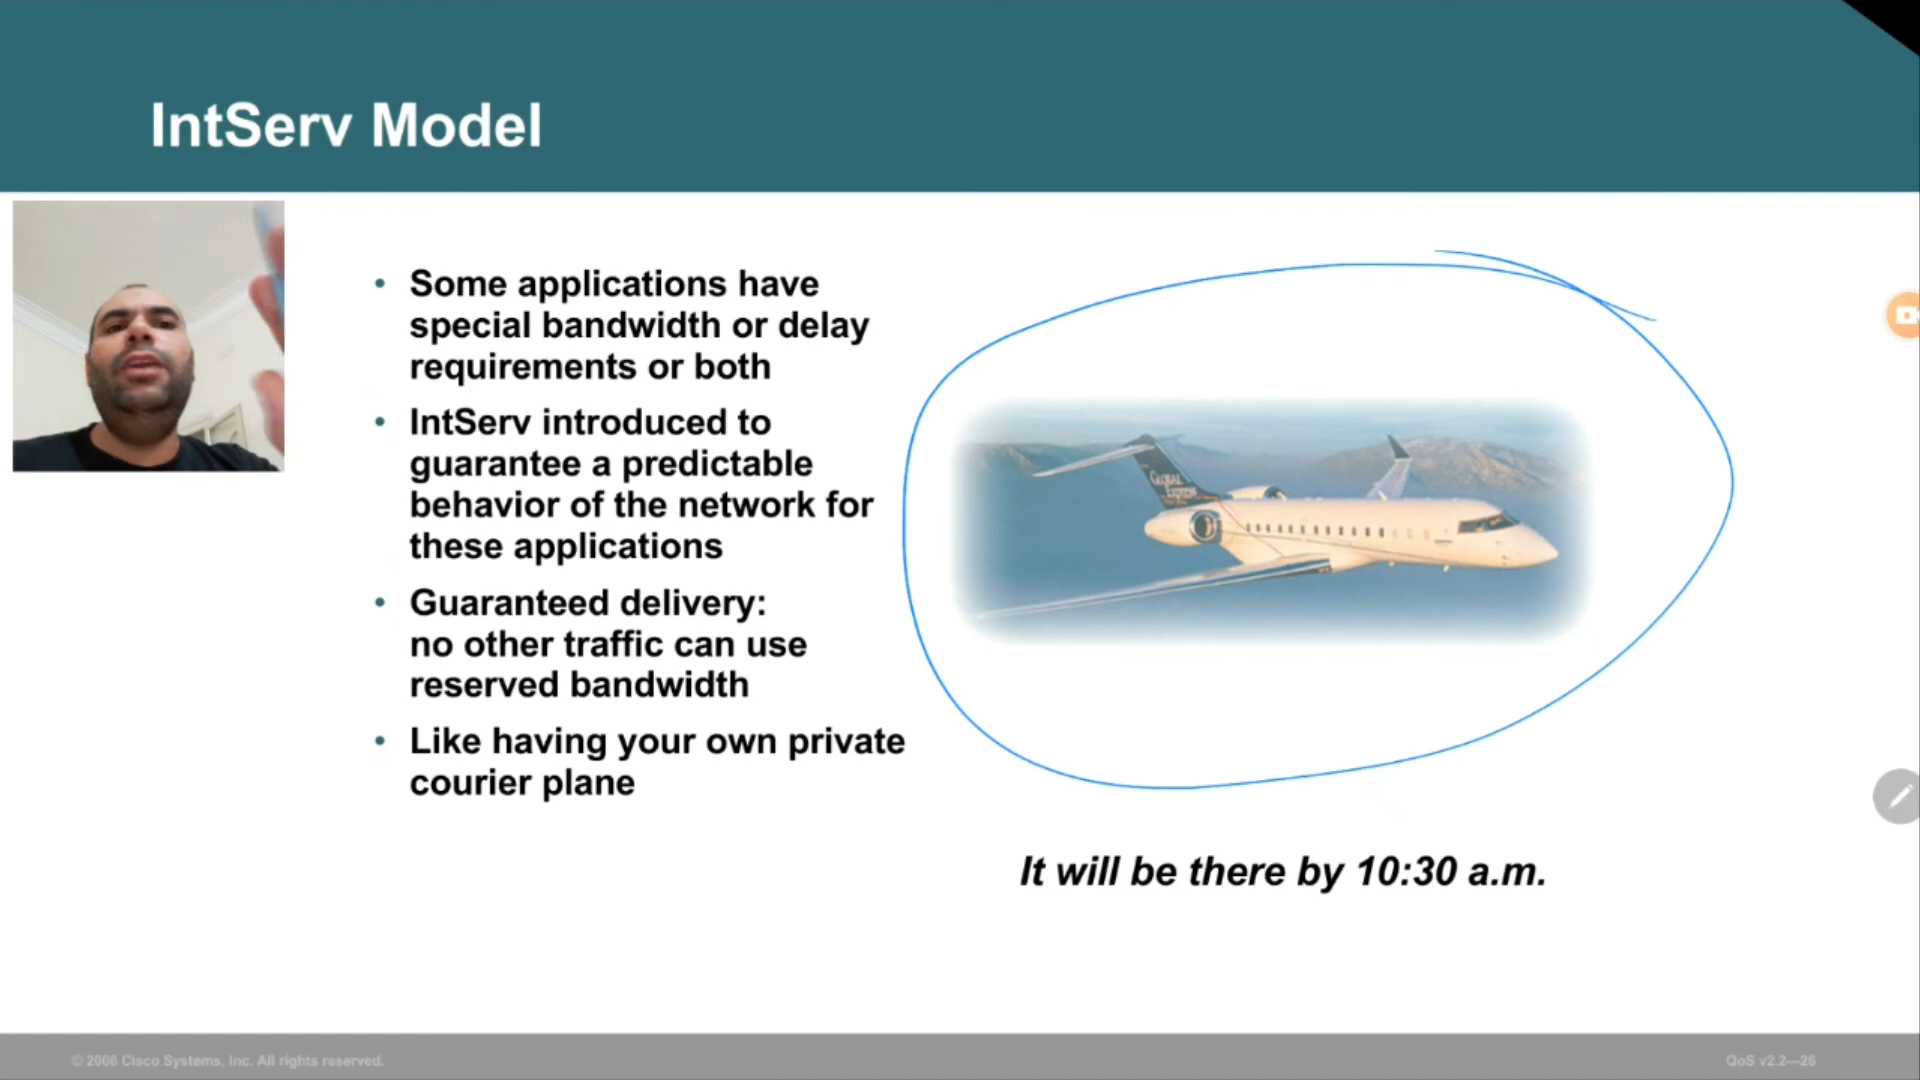 IntServ Model
• Some applications have
special bandwidth or delay
requirements or both
• IntServ introduced to
guarantee a predictable
behavior of the network for
these applications
• Guaranteed delivery:
no other traffic can use
reserved bandwidth
• Like having your own private
courier plane
GLOBAL
Express
It will be there by 10:30 a.m.
© 2006 Cisco Systems, Inc. All rights reserved.
QoS v2.2—26